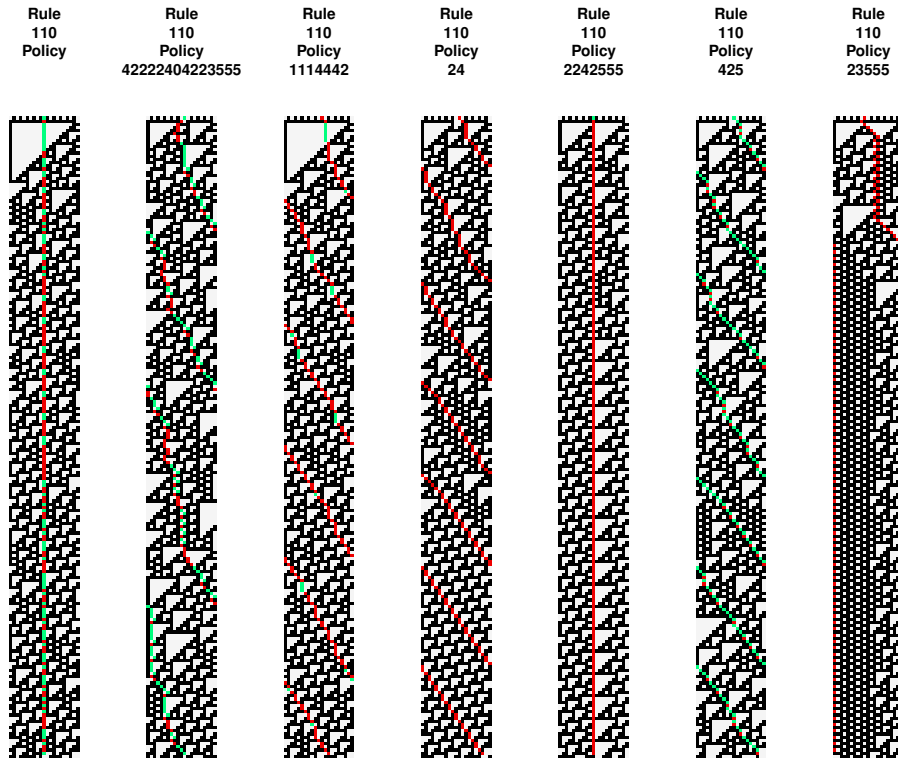 Rule
110
Policy
Rule
110
Policy
42222404223555
Rule
110
Policy
1114442
Rule
110
Policy
24
Rule
110
Policy
2242555
Rule
110
Policy
425
Rule
110
Policy
23555